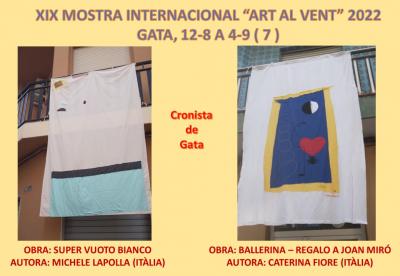 XIX MOSTRA INTERNACIONAL “ART AL VENT” 2022
GATA, 12-8 A 4-9 ( 7 )
Cronista
de
Gata
OBRA: SUPER VUOTO BIANCO
AUTORA: MICHELE LAPOLLA (ITÀLIA)
OBRA: BALLERINA – REGALO A JOAN MIRÓ
AUTORA: CATERINA FIORE (ITÀLIA)